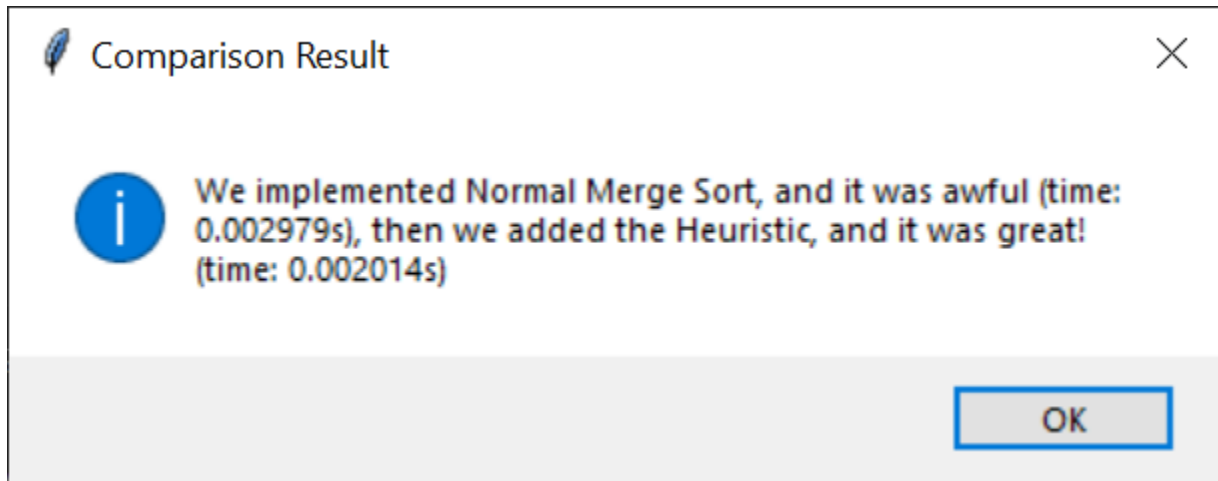 Comparison Result
We implemented Normal Merge Sort, and it was awful (time:
0.002979s), then we added the Heuristic, and it was great!
(time: 0.002014s)
OK